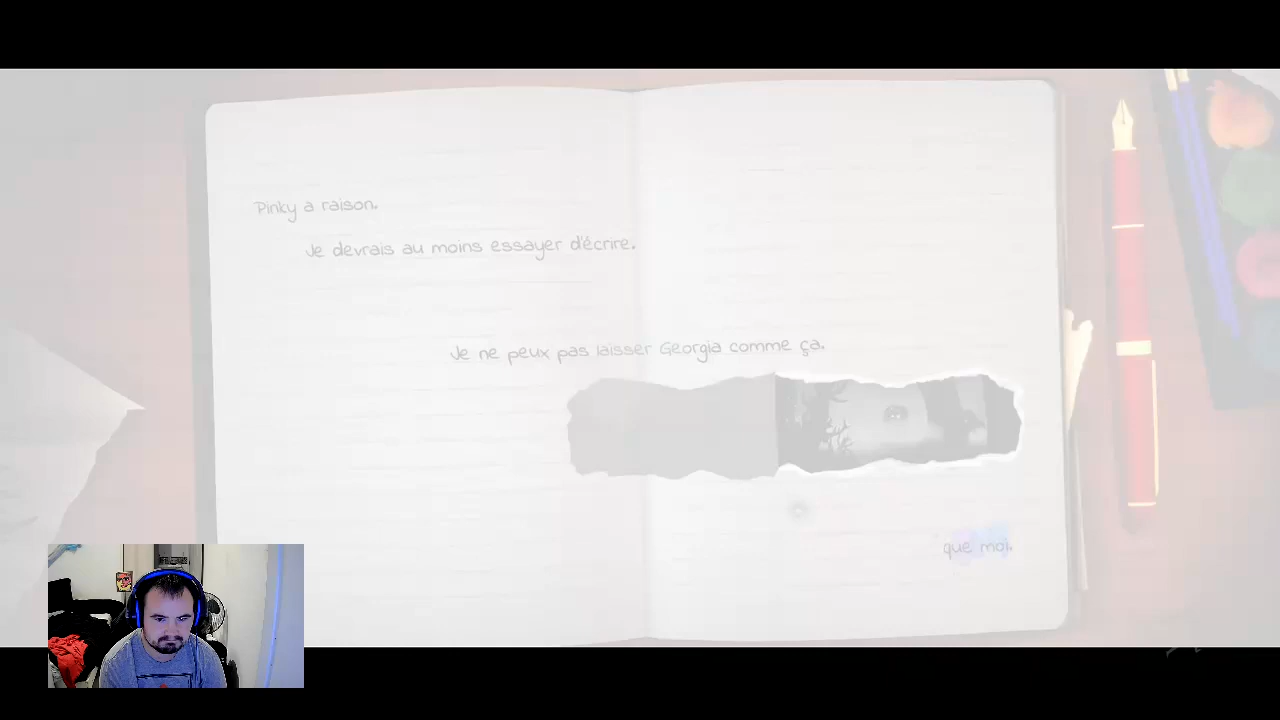 Pinky a raison.
Je devrais au moins essayer d'écrire.
Je ne peux pas laisser Georgia comme ça.
que moi.